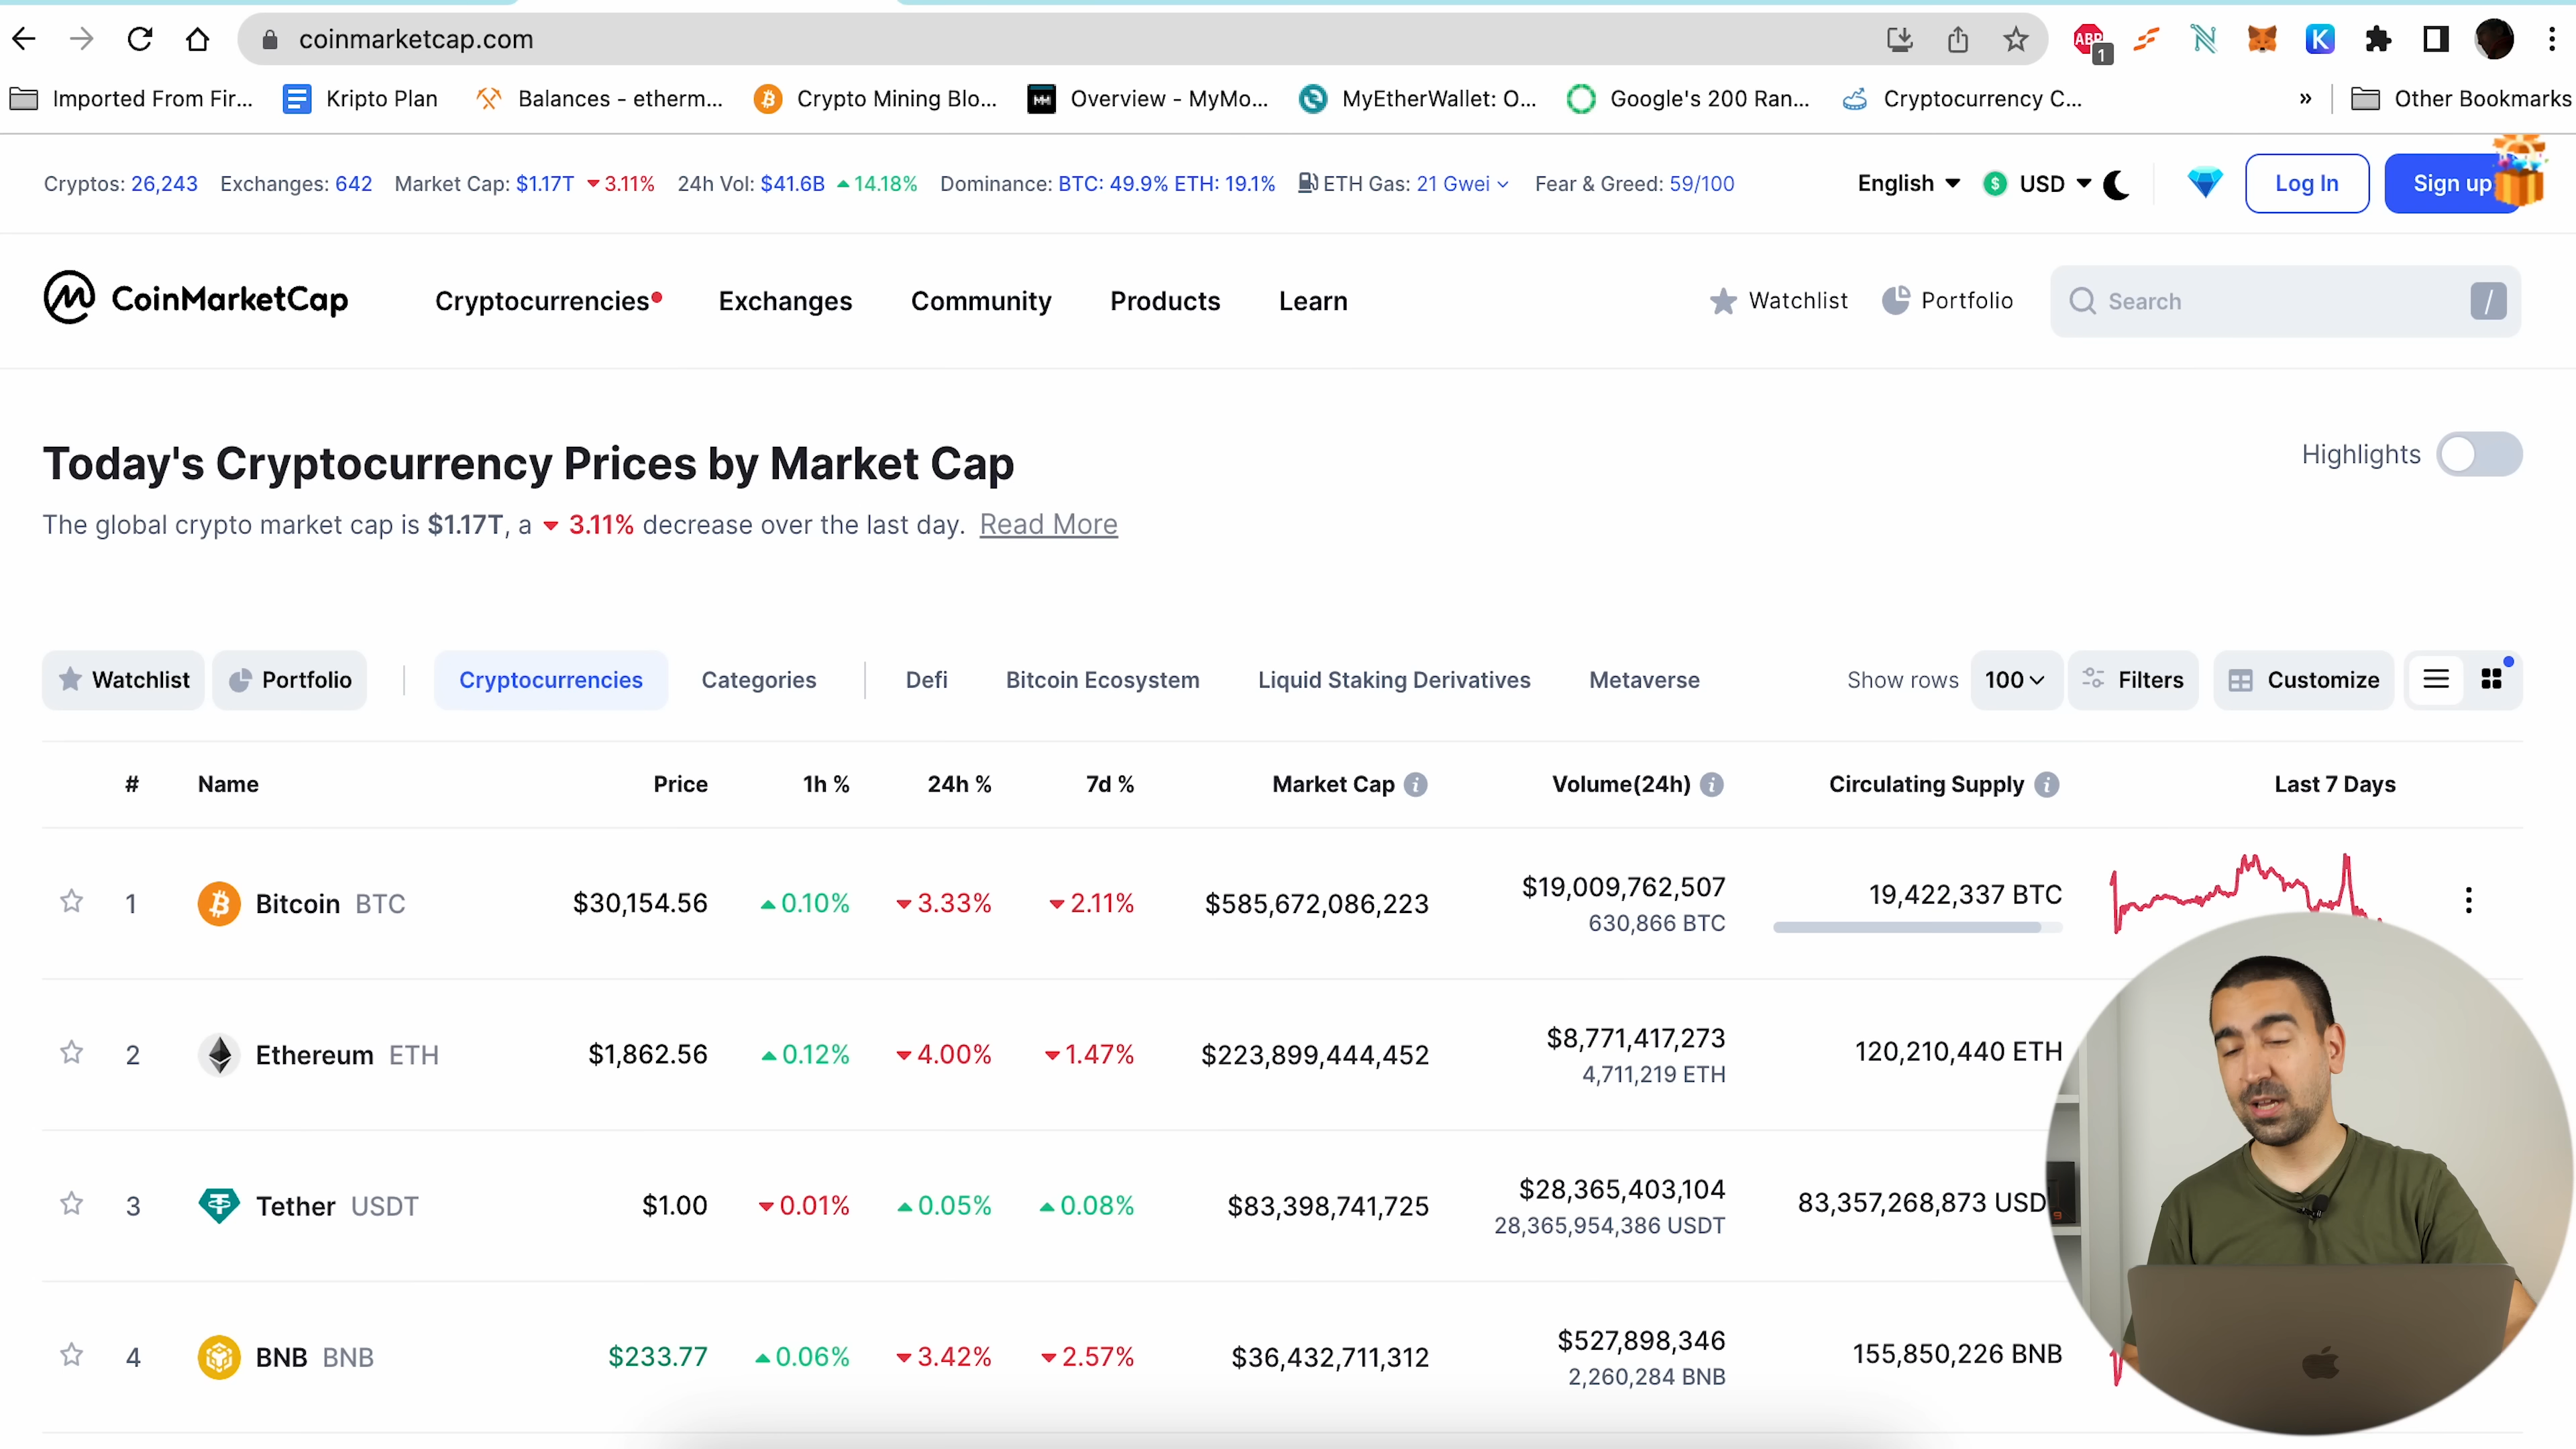 coinmarketcap.com
ABP 1 K
Imported From Fir... Kripto Plan Balances - etherm... Crypto Mining Blo... Overview - MyMo... MyEtherWallet: O... Google's 200 Ran... Cryptocurrency C... » Other Bookmarks
Cryptos: 26,243 Exchanges: 642 Market Cap: $1.17T 3.11% 24h Vol: $41.6B 14.18% Dominance: BTC: 49.9% ETH: 19.1% ETH Gas: 21 Gwei Fear & Greed: 59/100 English $ USD Log In Sign up
CoinMarketCap Cryptocurrencies Exchanges Community Products Learn Watchlist Portfolio Search /
Today's Cryptocurrency Prices by Market Cap Highlights
The global crypto market cap is $1.17T, a 3.11% decrease over the last day. Read More
Watchlist Portfolio Cryptocurrencies Categories Defi Bitcoin Ecosystem Liquid Staking Derivatives Metaverse Show rows 100 Filters Customize
# Name Price 1h % 24h % 7d % Market Cap Volume(24h) Circulating Supply Last 7 Days
1 Bitcoin BTC $30,154.56 0.10% 3.33% 2.11% $585,672,086,223 $19,009,762,507 19,422,337 BTC
630,866 BTC
2 Ethereum ETH $1,862.56 0.12% 4.00% 1.47% $223,899,444,452 $8,771,417,273 120,210,440 ETH
4,711,219 ETH
3 Tether USDT $1.00 0.01% 0.05% 0.08% $83,398,741,725 $28,365,403,104 83,357,268,873 USD
28,365,954,386 USDT
4 BNB BNB $233.77 0.06% 3.42% 2.57% $36,432,711,312 $527,898,346 155,850,226 BNB
2,260,284 BNB